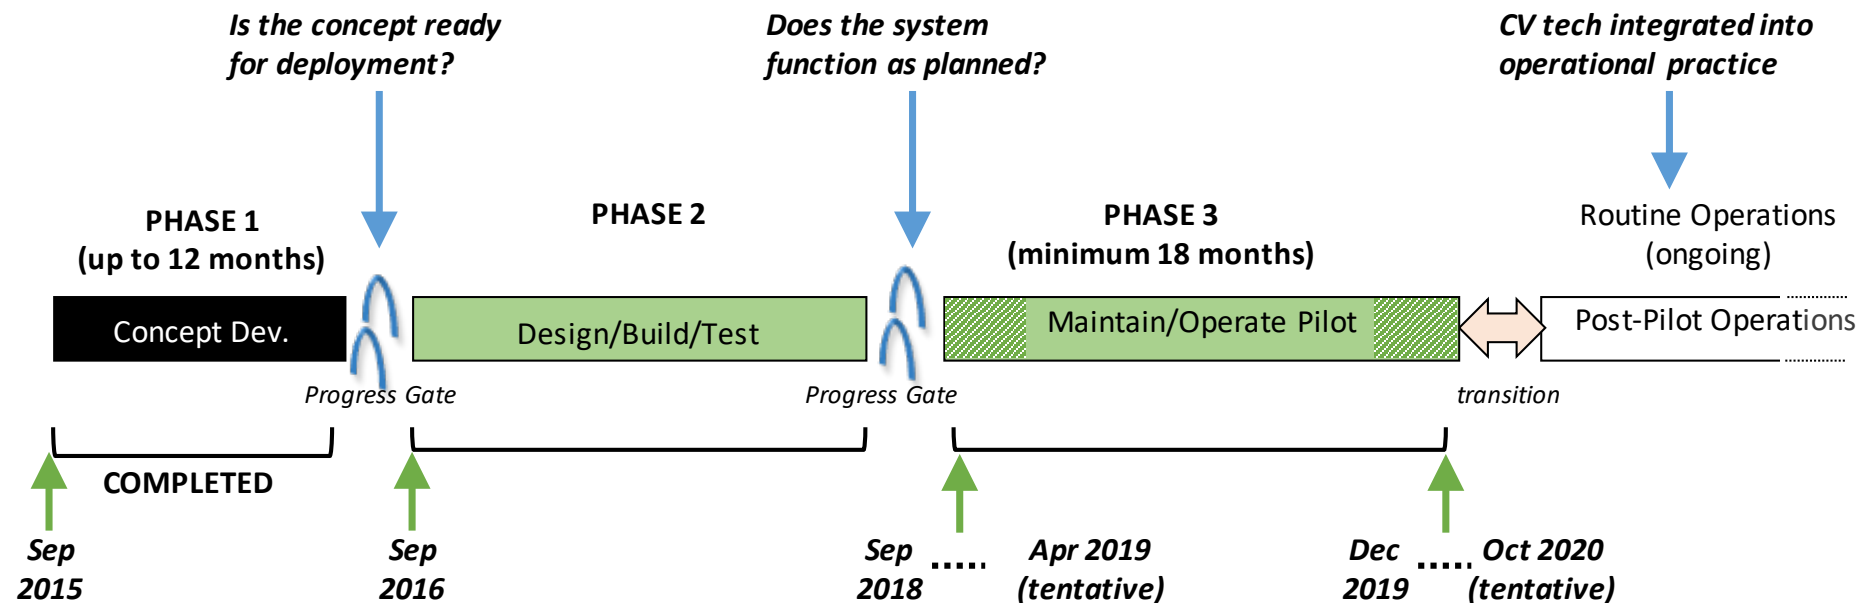 Is the concept ready
for deployment?
Does the system
function as planned?
CV tech integrated into
operational practice
PHASE 1
(up to 12 months)
PHASE 2
PHASE 3
(minimum 18 months)
Routine Operations
(ongoing)
Concept Dev.
Design/Build/Test
Maintain/Operate Pilot
Post-Pilot Operations
Progress Gate
Progress Gate
transition
COMPLETED
Sep
2015
Sep
2016
Sep
2018
Apr 2019
(tentative)
Dec
2019
Oct 2020
(tentative)